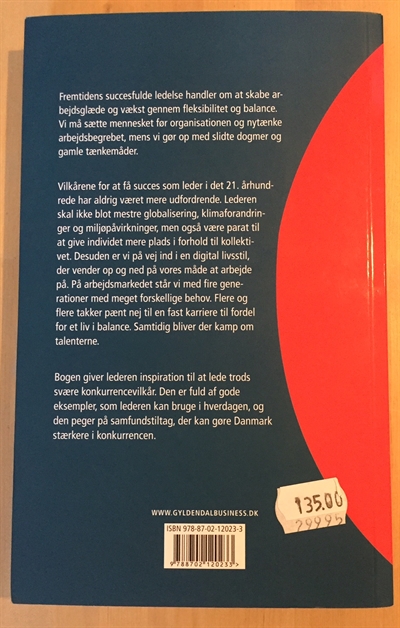 Fremtidens succesfulde ledelse handler om at skabe ar-
bejdsglæde og vækst gennem fleksibilitet og balance.
Vi må sætte mennesket før organisationen og nytænke
arbejdsbegrebet, mens vi gør op med slidte dogmer og
gamle tænkemåder.
Vilkårene for at få succes som leder i det 21. århund-
rede har aldrig været mere udfordrende. Lederen
skal ikke blot mestre globalisering, klimaforandrin-
ger og miljøpåvirkninger, men også være parat til
at give individet mere plads i forhold til kollekti-
vet. Desuden er vi på vej ind i en digital livsstil,
der vender op og ned på vores måde at arbejde
på. På arbejdsmarkedet står vi med fire gene-
rationer med meget forskellige behov. Flere og
flere takker pænt nej til en fast karriere til fordel
for et liv i balance. Samtidig bliver der kamp om
talenterne.
Bogen giver lederen inspiration til at lede trods
svære konkurrencevilkår. Den er fuld af gode
eksempler, som lederen kan bruge i hverdagen, og
den peger på samfundstiltag, der kan gøre Danmark
stærkere i konkurrencen.
135.00
29995
WWW.GYLDENDALBUSINESS.DK
ISBN 978-87-02-12023-3
9 788702 120233>